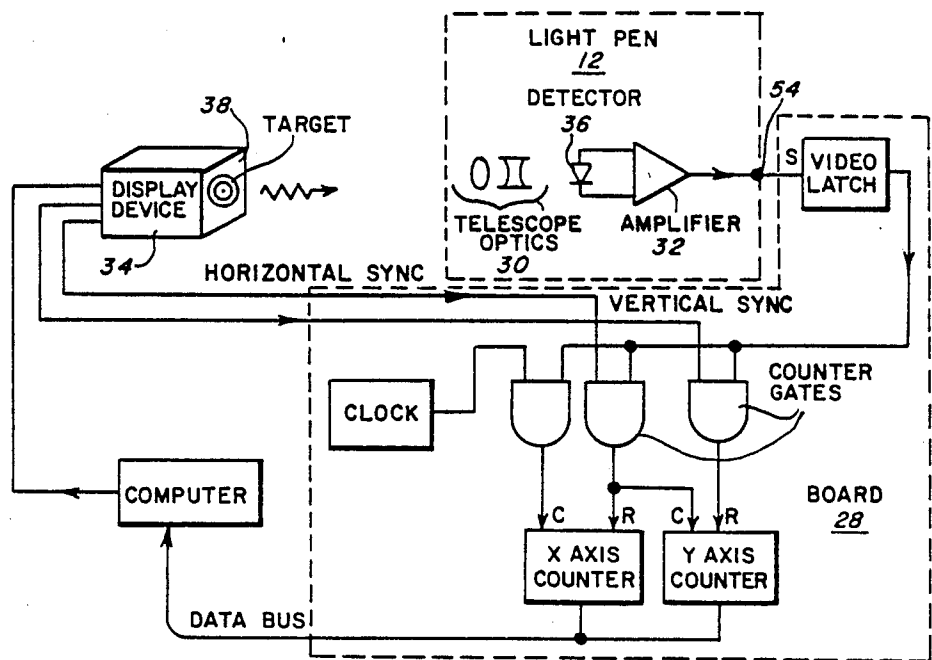 LIGHT PEN
12
DETECTOR
36
54
38
TARGET
S
VIDEO
LATCH
DISPLAY
DEVICE
34
TELESCOPE
OPTICS
30
AMPLIFIER
32
HORIZONTAL SYNC
VERTICAL SYNC
COUNTER
GATES
CLOCK
COMPUTER
BOARD
28
C
R
C
R
X AXIS
COUNTER
Y AXIS
COUNTER
DATA BUS